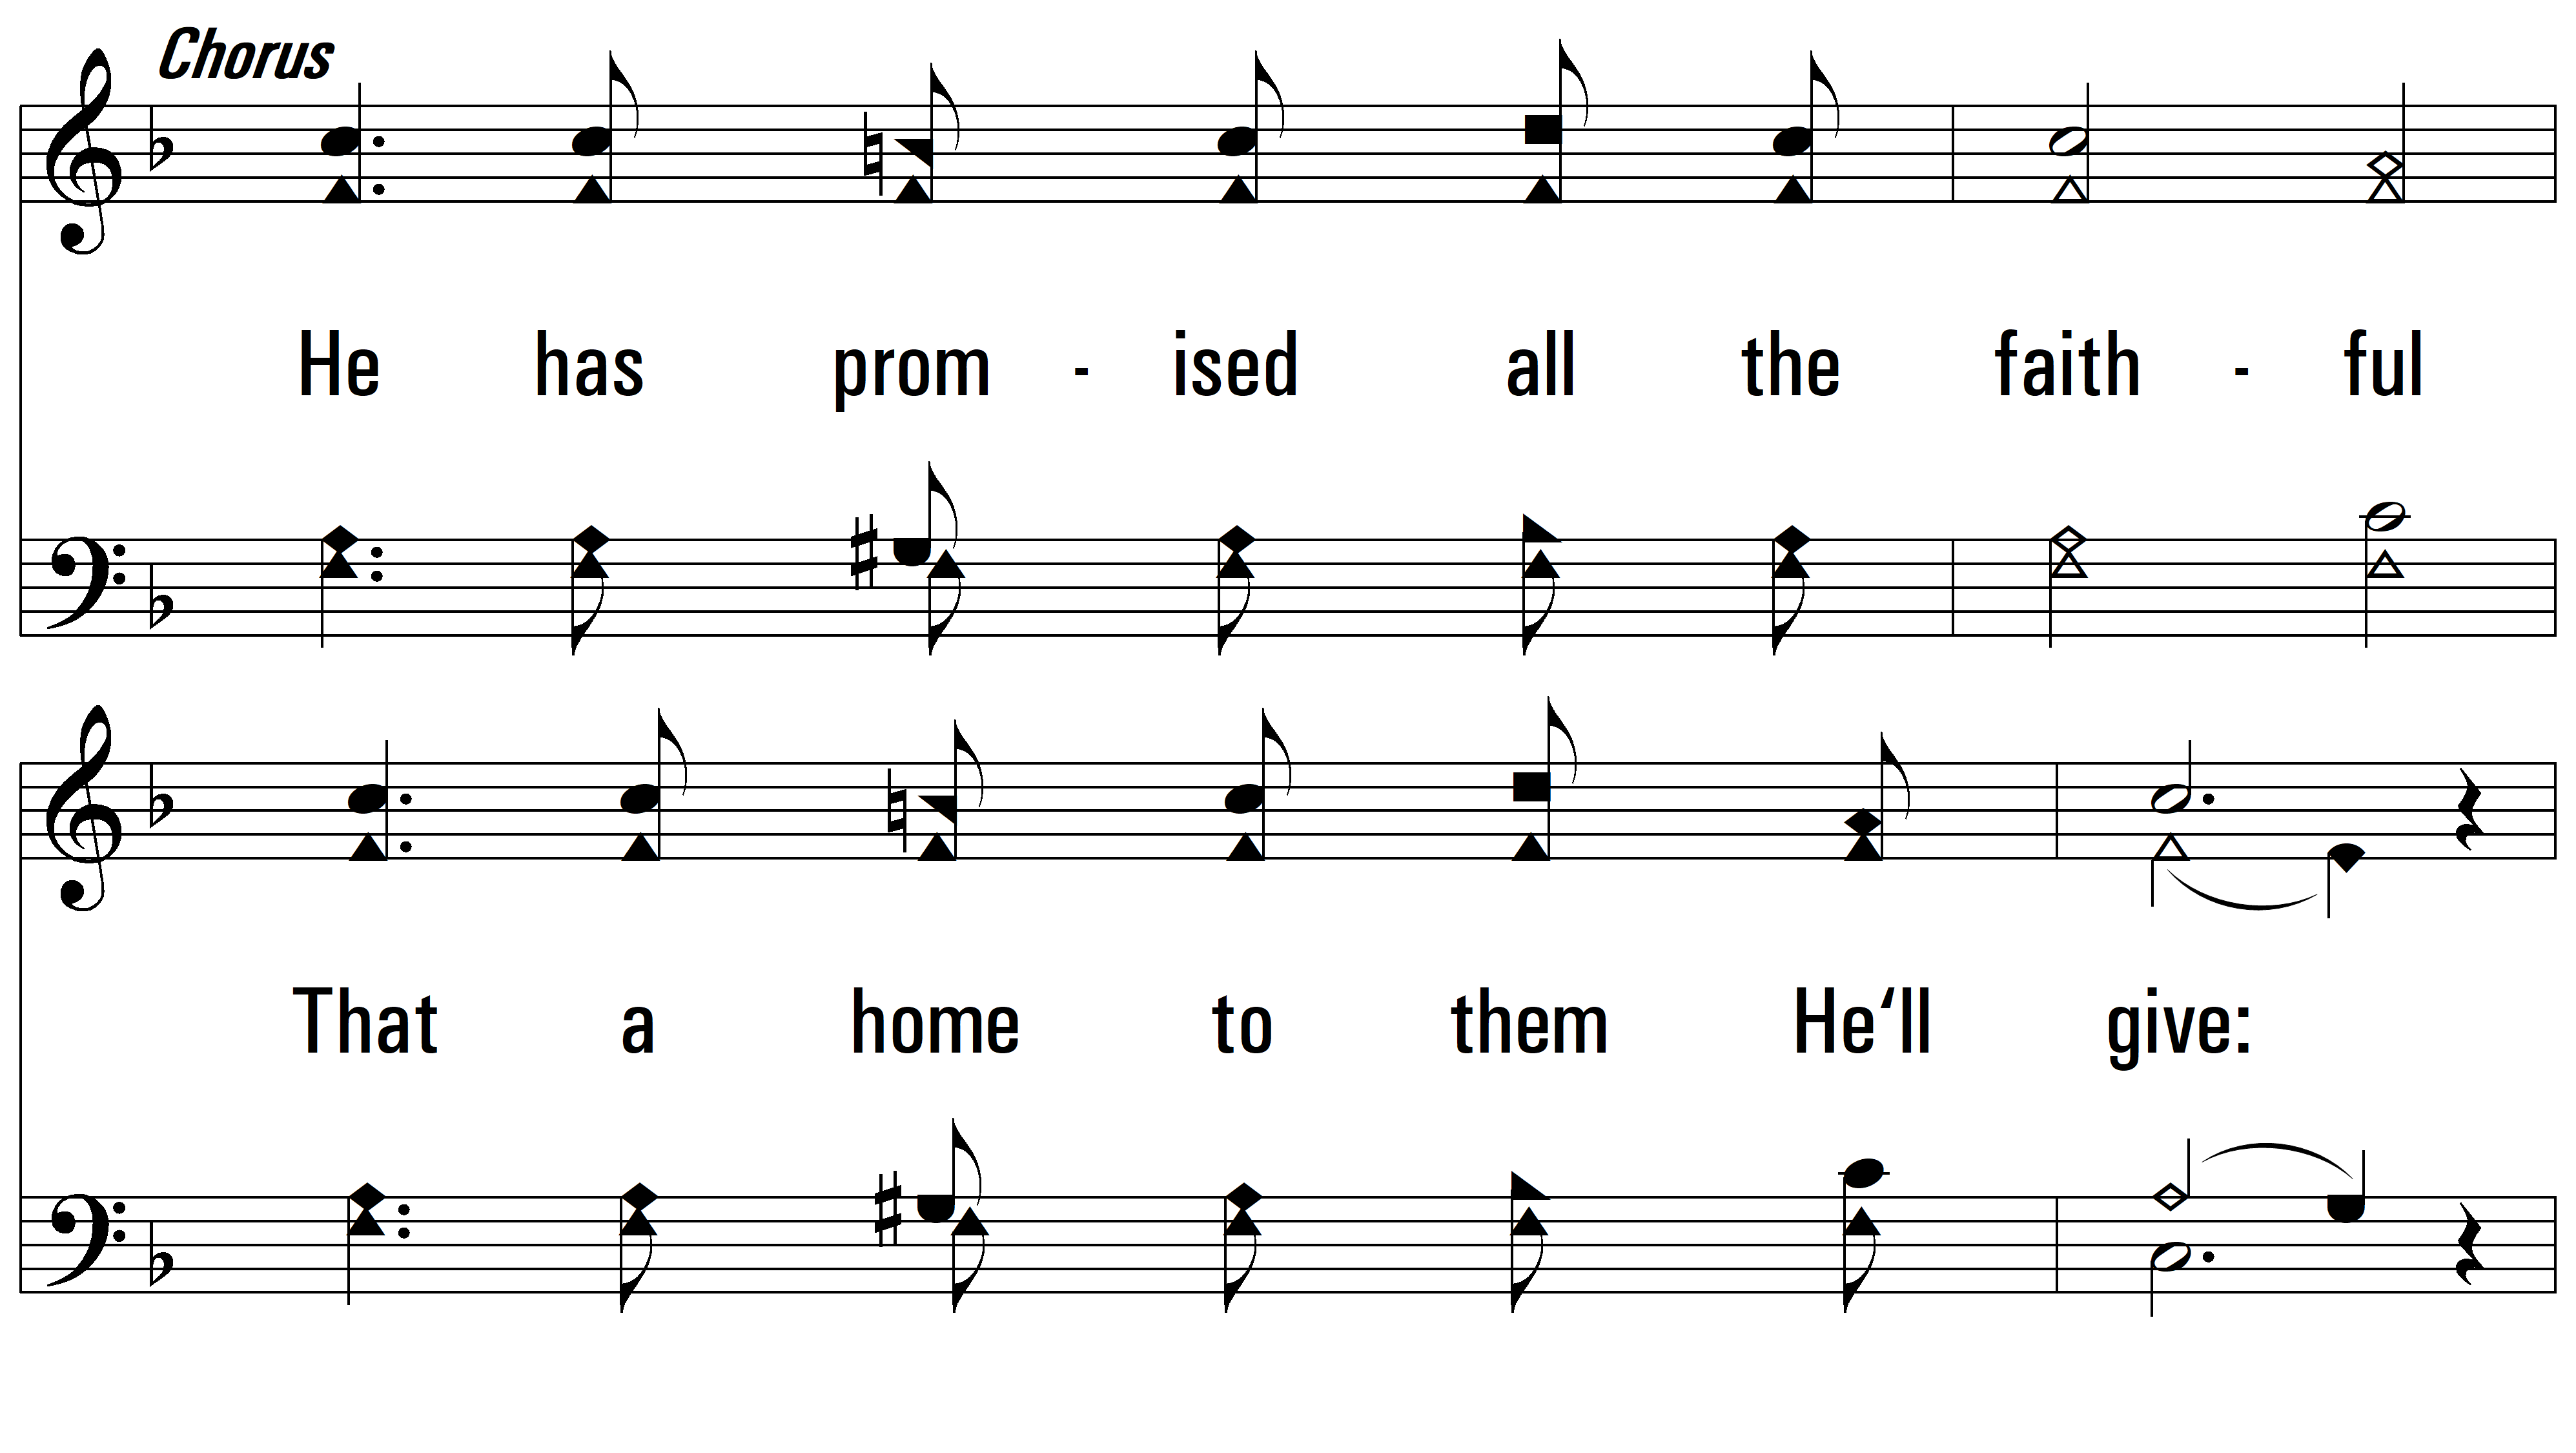 Chorus
He has prom - ised all the faith - ful
That a home to them He‘ll give: